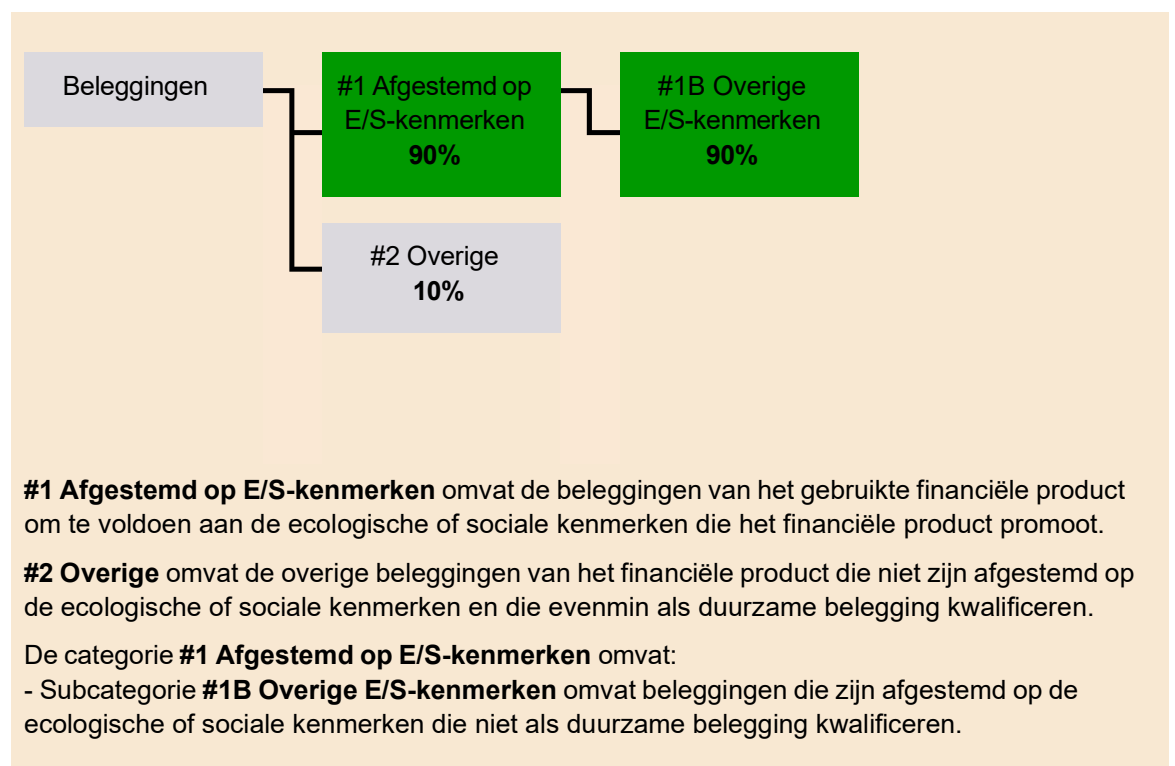 Beleggingen
#1 Afgestemd op
E/S-kenmerken
90%
#1B Overige
E/S-kenmerken
90%
#2 Overige
10%
#1 Afgestemd op E/S-kenmerken omvat de beleggingen van het gebruikte financiële product
om te voldoen aan de ecologische of sociale kenmerken die het financiële product promoot.
#2 Overige omvat de overige beleggingen van het financiële product die niet zijn afgestemd op
de ecologische of sociale kenmerken en die evenmin als duurzame belegging kwalificeren.
De categorie #1 Afgestemd op E/S-kenmerken omvat:
- Subcategorie #1B Overige E/S-kenmerken omvat beleggingen die zijn afgestemd op de
ecologische of sociale kenmerken die niet als duurzame belegging kwalificeren.